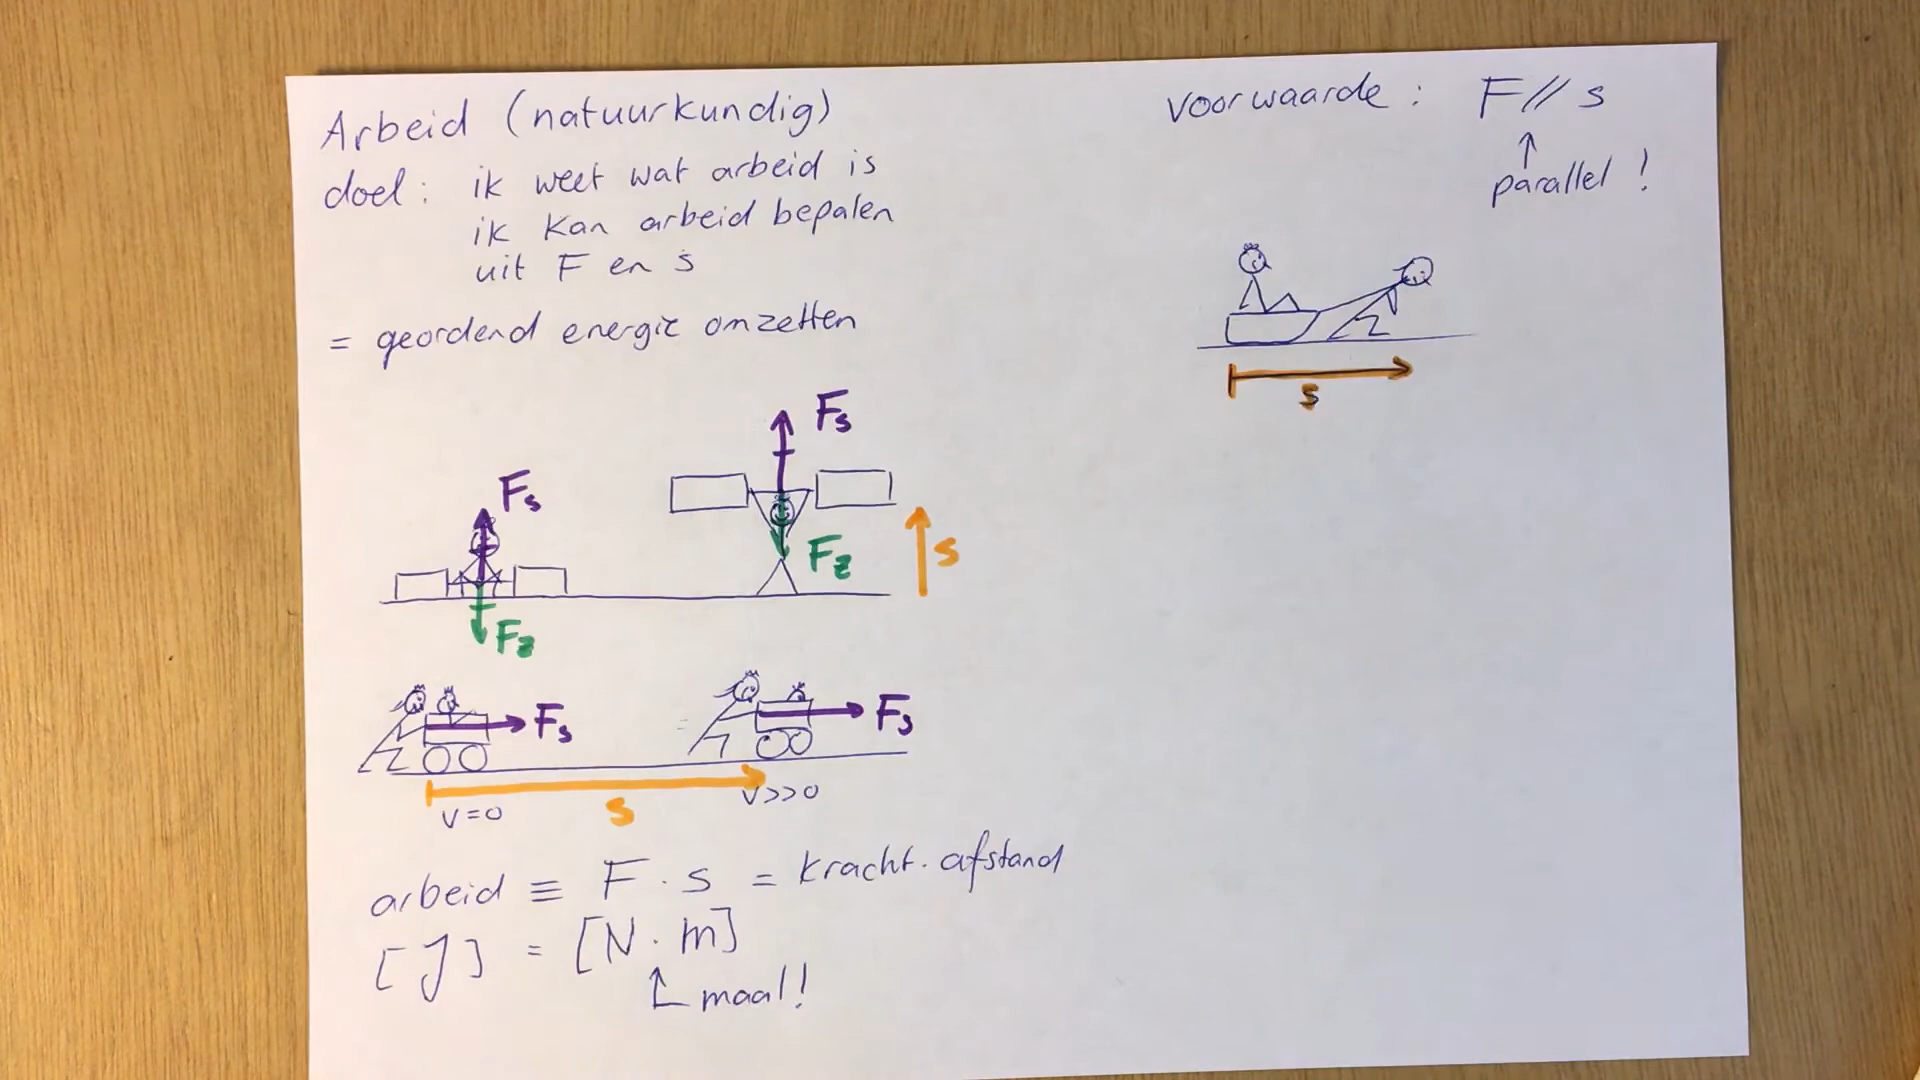 Arbeid (natuurkundig)
doel: ik weet wat arbeid is
ik kan arbeid bepalen
uit F en s
= geordend energie omzetten
Fs
Fz
Fs
Fz
s
Fs
Fs
s
v=0
v>>0
arbeid ≡ F · s = kracht · afstand
[J] = [N · m]
maal!
voorwaarde: F // s
parallel!
s